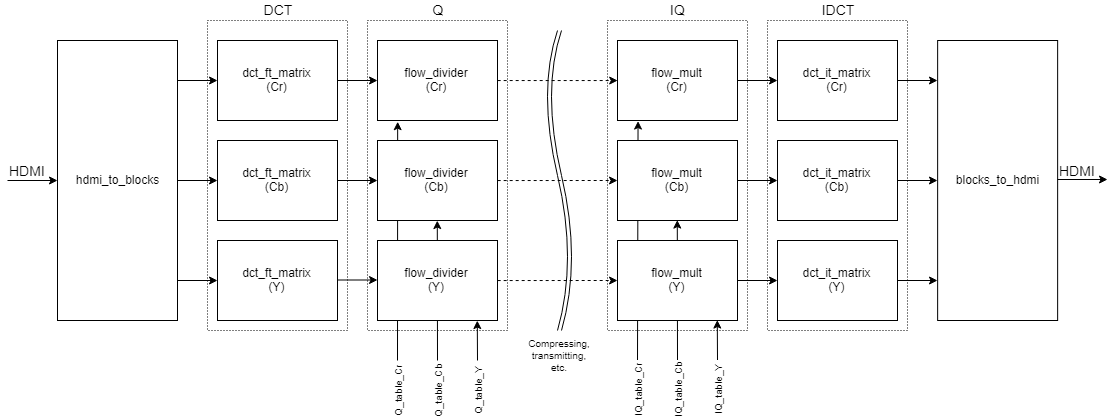 DCT
Q
IQ
IDCT
dct_ft_matrix
(Cr)
flow_divider
(Cr)
flow_mult
(Cr)
dct_it_matrix
(Cr)
HDMI
hdmi_to_blocks
dct_ft_matrix
(Cb)
flow_divider
(Cb)
flow_mult
(Cb)
dct_it_matrix
(Cb)
blocks_to_hdmi
HDMI
dct_ft_matrix
(Y)
flow_divider
(Y)
flow_mult
(Y)
dct_it_matrix
(Y)
Compressing,
transmitting,
etc.
Q_table_Cr
Q_table_Cb
Q_table_Y
IQ_table_Cr
IQ_table_Cb
IQ_table_Y